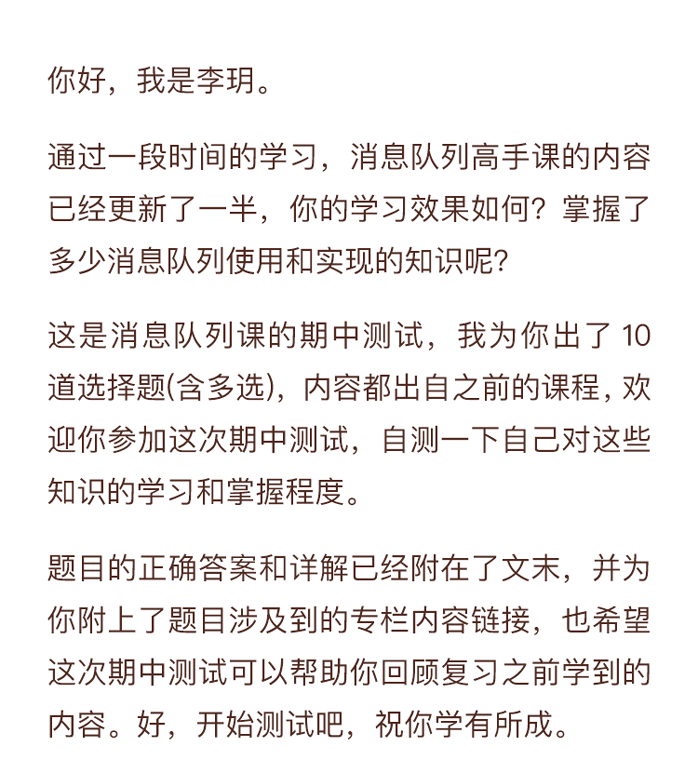 你好，我是李玥。
通过一段时间的学习，消息队列高手课的内容
已经更新了一半，你的学习效果如何？掌握了
多少消息队列使用和实现的知识呢？
这是消息队列课的期中测试，我为你出了 10
道选择题(含多选)，内容都出自之前的课程，欢
迎你参加这次期中测试，自测一下自己对这些
知识的学习和掌握程度。
题目的正确答案和详解已经附在了文末，并为
你附上了题目涉及到的专栏内容链接，也希望
这次期中测试可以帮助你回顾复习之前学到的
内容。好，开始测试吧，祝你学有所成。